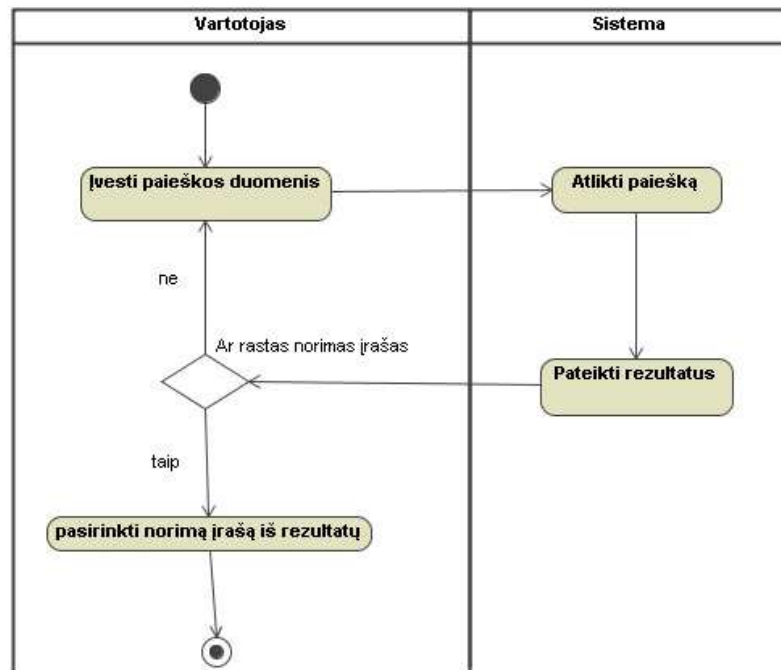 Vartotojas
Sistema
Įvesti paieškos duomenis
Atlikti paiešką
ne
Ar rastas norimas įrašas
Pateikti rezultatus
taip
pasirinkti norimą įrašą iš rezultatų